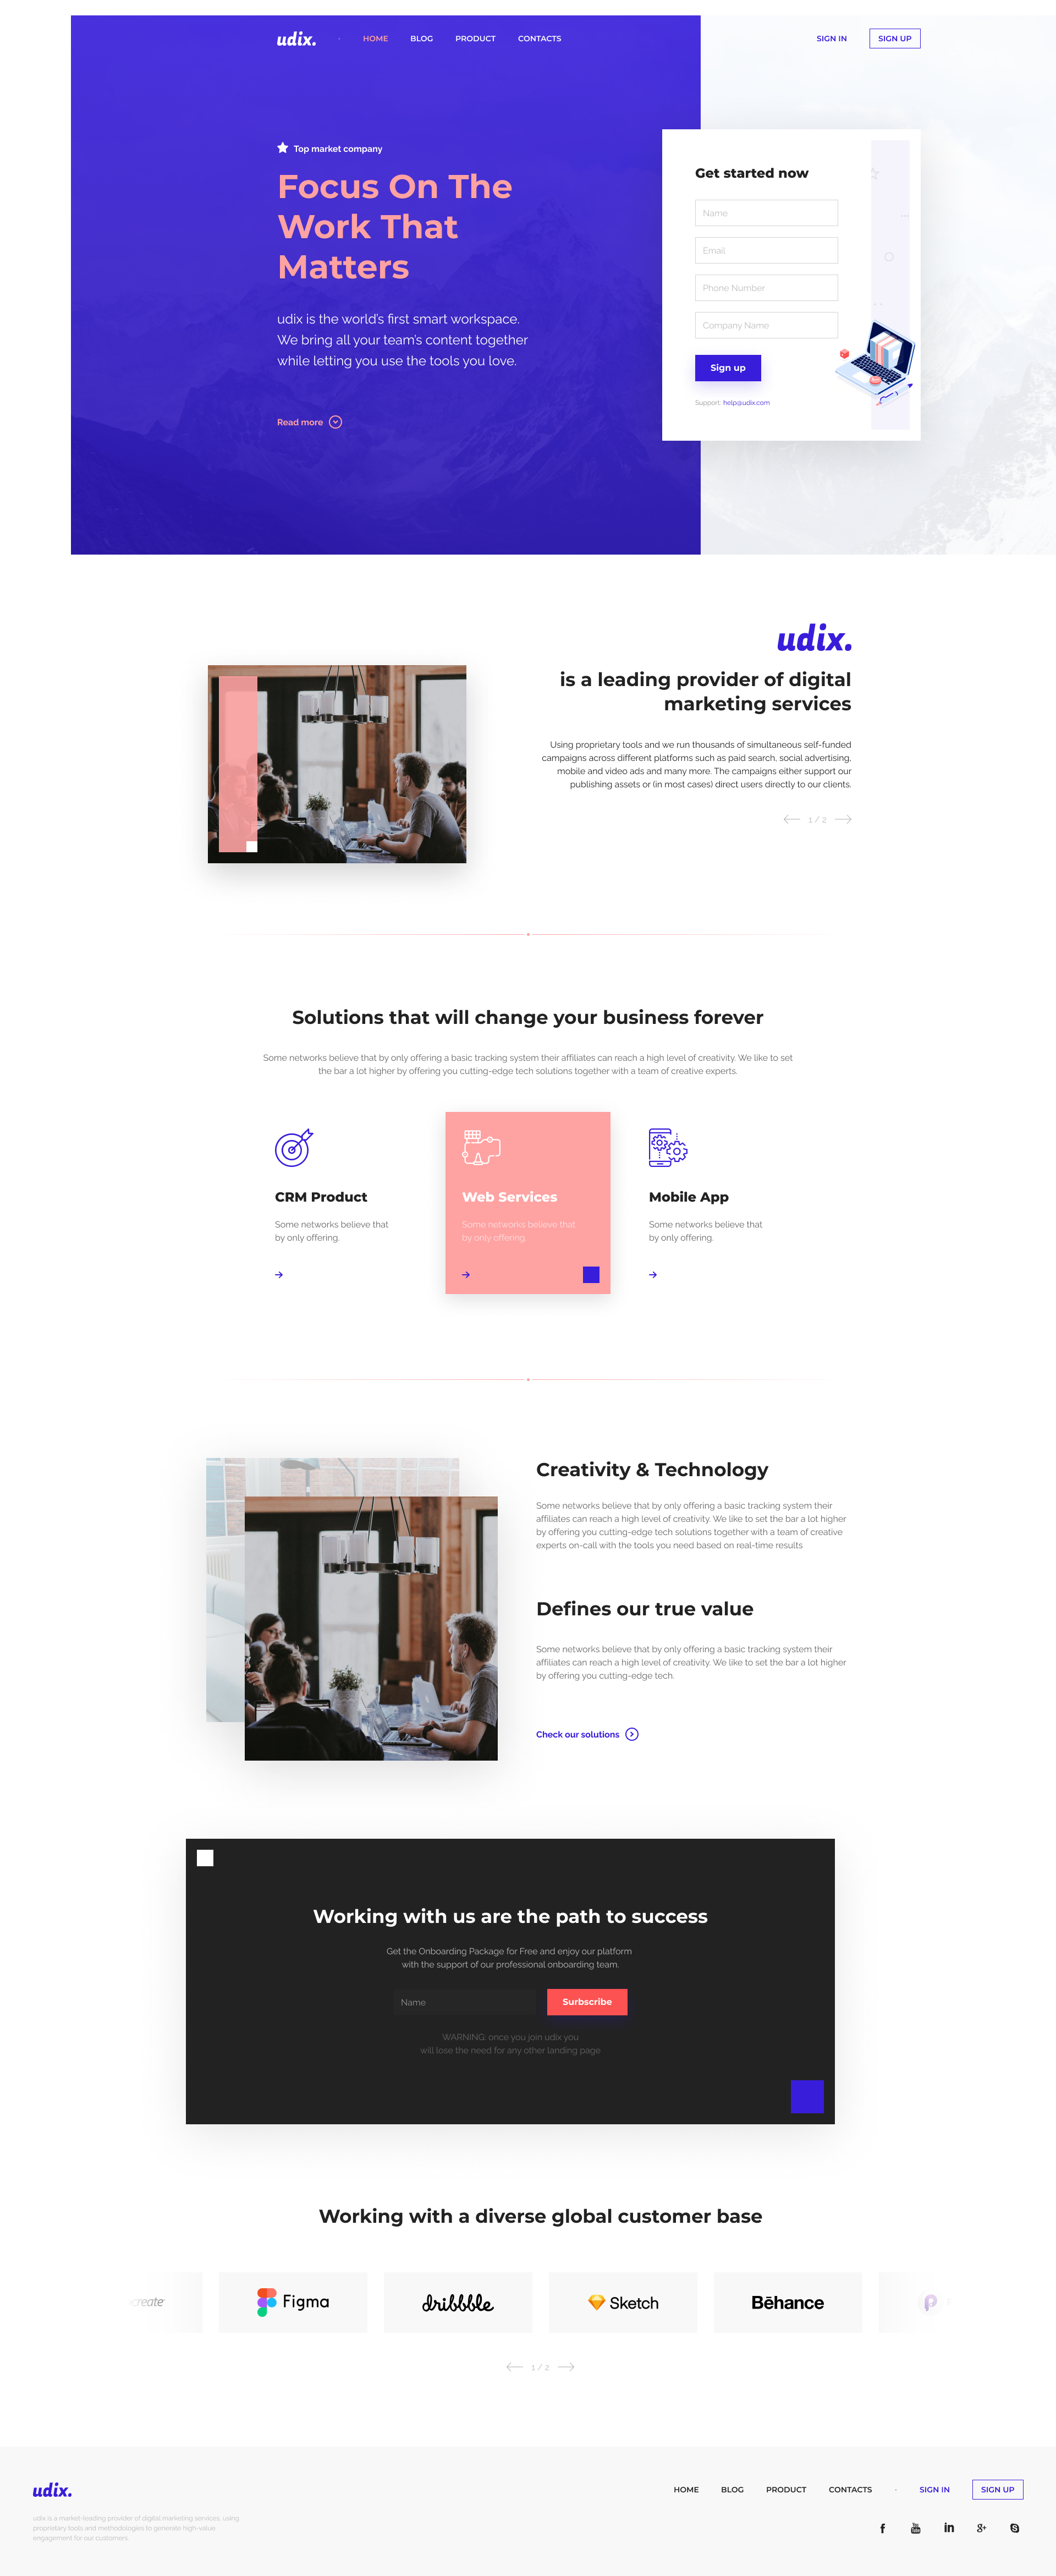 udix.
HOME
BLOG
PRODUCT
CONTACTS
SIGN IN
SIGN UP
Top market company
Focus On The
Work That
Matters
udix is the world's first smart workspace.
We bring all your team's content together
while letting you use the tools you love.
Read more
Get started now
Name
Email
Phone Number
Company Name
Sign up
Support: help@udix.com
udix.
is a leading provider of digital
marketing services
Using proprietary tools and we run thousands of simultaneous self-funded
campaigns across different platforms such as paid search, social advertising,
mobile and video ads and many more. The campaigns either support our
publishing assets or (in most cases) direct users directly to our clients.
1 / 2
Solutions that will change your business forever
Some networks believe that by only offering a basic tracking system their affiliates can reach a high level of creativity. We like to set
the bar a lot higher by offering you cutting-edge tech solutions together with a team of creative experts.
CRM Product
Some networks believe that
by only offering.
Web Services
Some networks believe that
by only offering
Mobile App
Some networks believe that
by only offering.
Creativity & Technology
Some networks believe that by only offering a basic tracking system their
affiliates can reach a high level of creativity. We like to set the bar a lot higher
by offering you cutting-edge tech solutions together with a team of creative
experts on-call with the tools you need based on real-time results
Defines our true value
Some networks believe that by only offering a basic tracking system their
affiliates can reach a high level of creativity. We like to set the bar a lot higher
by offering you cutting-edge tech.
Check our solutions
Working with us are the path to success
Get the Onboarding Package for Free and enjoy our platform
with the support of our professional onboarding team.
Name
Surbscribe
WARNING: once you join udix you
will lose the need for any other landing page
Working with a diverse global customer base
create
Figma
dribbble
Sketch
Bēhance
1 / 2
udix.
HOME
BLOG
PRODUCT
CONTACTS
SIGN IN
SIGN UP
udix is a market-leading provider of digital marketing services, using
proprietary tools and methodologies to generate high-value
engagement for our customers
f
You
Tube
in
g+
S